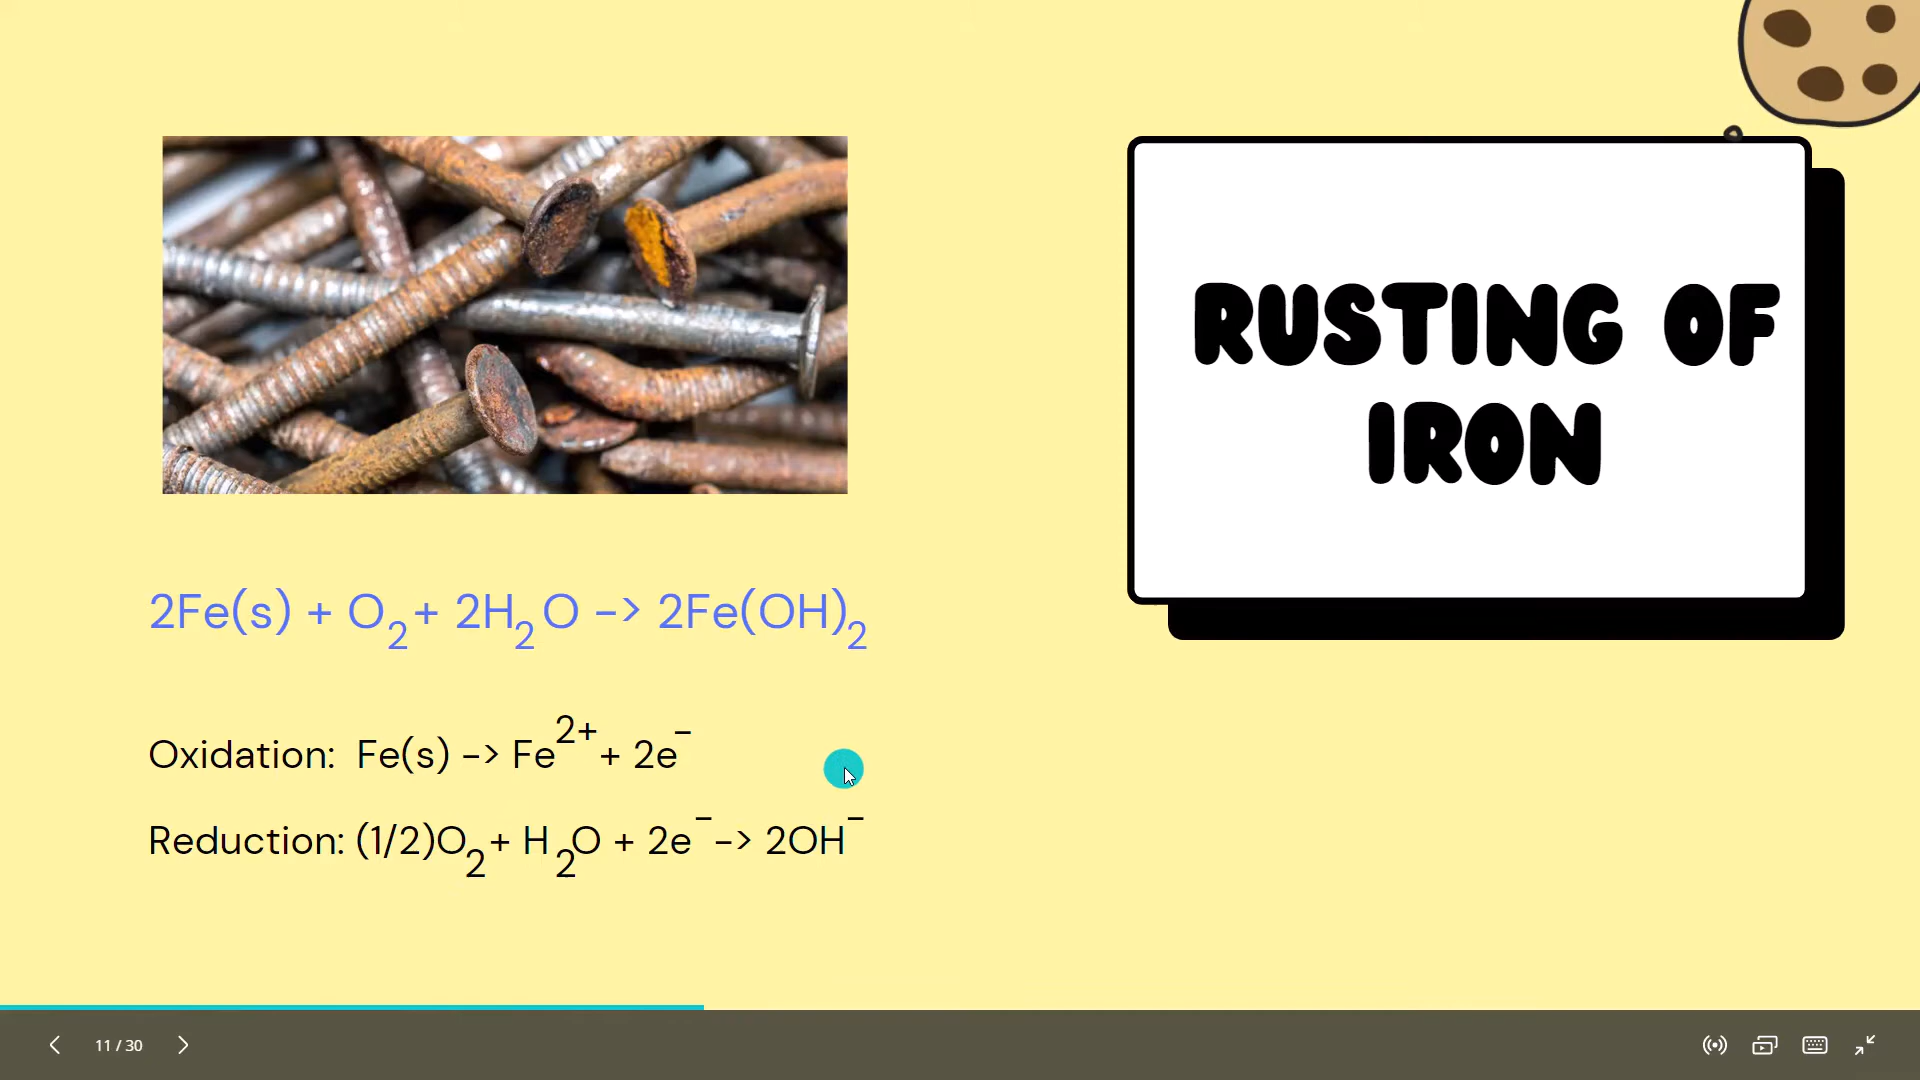 RUSTING OF
IRON
2Fe(s) + O₂ + 2H₂O -> 2Fe(OH)₂
Oxidation: Fe(s) -> Fe²⁺ + 2e⁻
Reduction: (1/2)O₂ + H₂O + 2e⁻ -> 2OH⁻
11 / 30